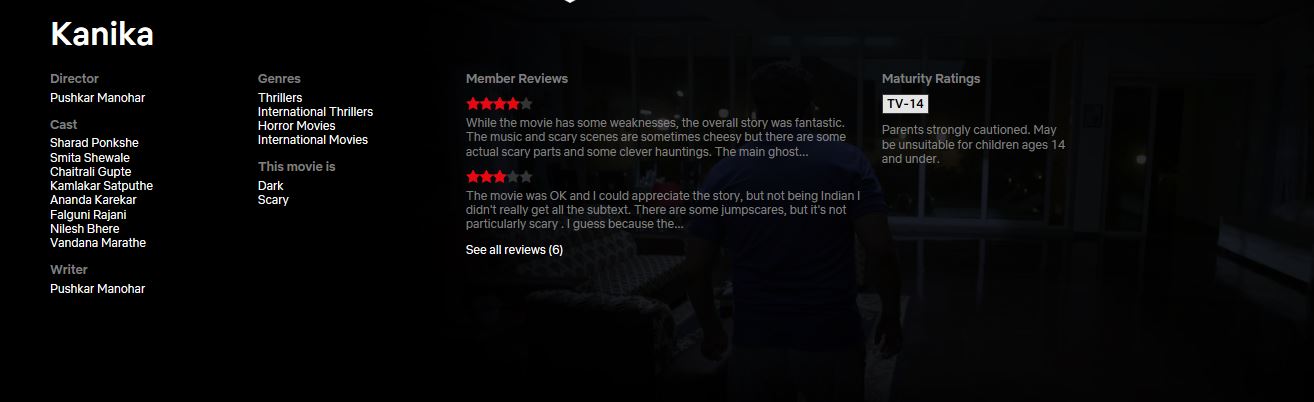 Kanika
Director
Pushkar Manohar
Cast
Sharad Ponkshe
Smita Shewale
Chaitrali Gupte
Kamlakar Satputhe
Ananda Karekar
Falguni Rajani
Nilesh Bhere
Vandana Marathe
Writer
Pushkar Manohar
Genres
Thrillers
International Thrillers
Horror Movies
International Movies
This movie is
Dark
Scary
Member Reviews
While the movie has some weaknesses, the overall story was fantastic.
The music and scary scenes are sometimes cheesy but there are some
actual scary parts and some clever hauntings. The main ghost...
The movie was OK and I could appreciate the story, but not being Indian I
didn't really get all the subtext. There are some jumpscares, but it's not
particularly scary . I guess because the...
See all reviews (6)
Maturity Ratings
TV-14
Parents strongly cautioned. May
be unsuitable for children ages 14
and under.